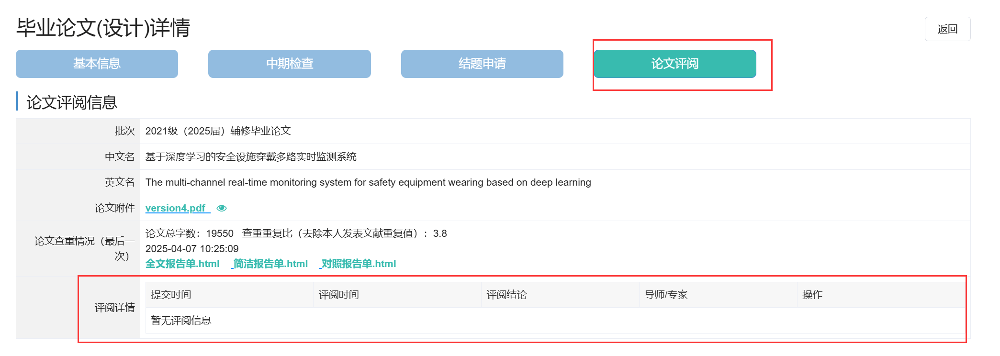 毕业论文(设计)详情
返回
基本信息
中期检查
结题申请
论文评阅
论文评阅信息
批次
2021级（2025届）辅修毕业论文
中文名
基于深度学习的安全设施穿戴多路实时监测系统
英文名
The multi-channel real-time monitoring system for safety equipment wearing based on deep learning
论文附件
version4.pdf
论文查重情况（最后一
次）
论文总字数：19550 查重重复比（去除本人发表文献重复值）：3.8
2025-04-07 10:25:09
全文报告单.html 简洁报告单.html 对照报告单.html
评阅详情
提交时间 评阅时间 评阅结论 导师/专家 操作
暂无评阅信息